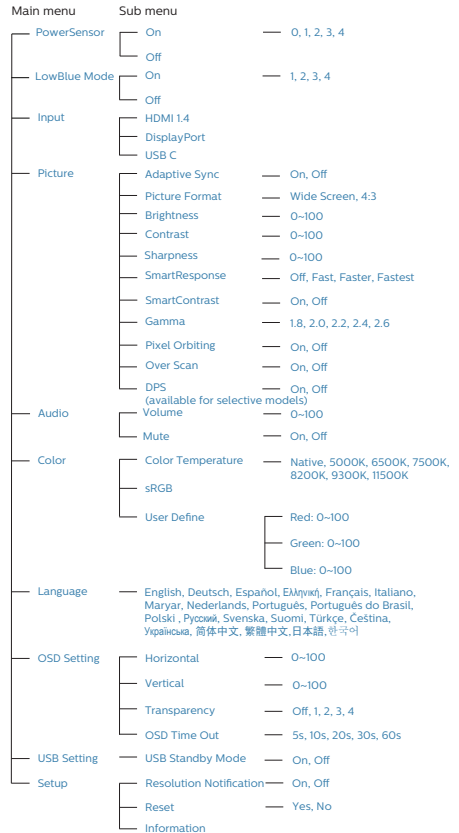 Main menu Sub menu
PowerSensor On 0, 1, 2, 3, 4
Off
LowBlue Mode On 1, 2, 3, 4
Off
Input HDMI 1.4
DisplayPort
USB C
Picture Adaptive Sync On, Off
Picture Format Wide Screen, 4:3
Brightness 0~100
Contrast 0~100
Sharpness 0~100
SmartResponse Off, Fast, Faster, Fastest
SmartContrast On, Off
Gamma 1.8, 2.0, 2.2, 2.4, 2.6
Pixel Orbiting On, Off
Over Scan On, Off
DPS On, Off
(available for selective models)
Audio Volume 0~100
Mute On, Off
Color Color Temperature Native, 5000K, 6500K, 7500K,
8200K, 9300K, 11500K
sRGB
User Define Red: 0~100
Green: 0~100
Blue: 0~100
Language English, Deutsch, Español, Ελληνική, Français, Italiano,
Maryar, Nederlands, Português, Português do Brasil,
Polski , Русский, Svenska, Suomi, Türkçe, Čeština,
Українська, 简体中文, 繁體中文,日本語,한국어
OSD Setting Horizontal 0~100
Vertical 0~100
Transparency Off, 1, 2, 3, 4
OSD Time Out 5s, 10s, 20s, 30s, 60s
USB Setting USB Standby Mode On, Off
Setup Resolution Notification On, Off
Reset Yes, No
Information